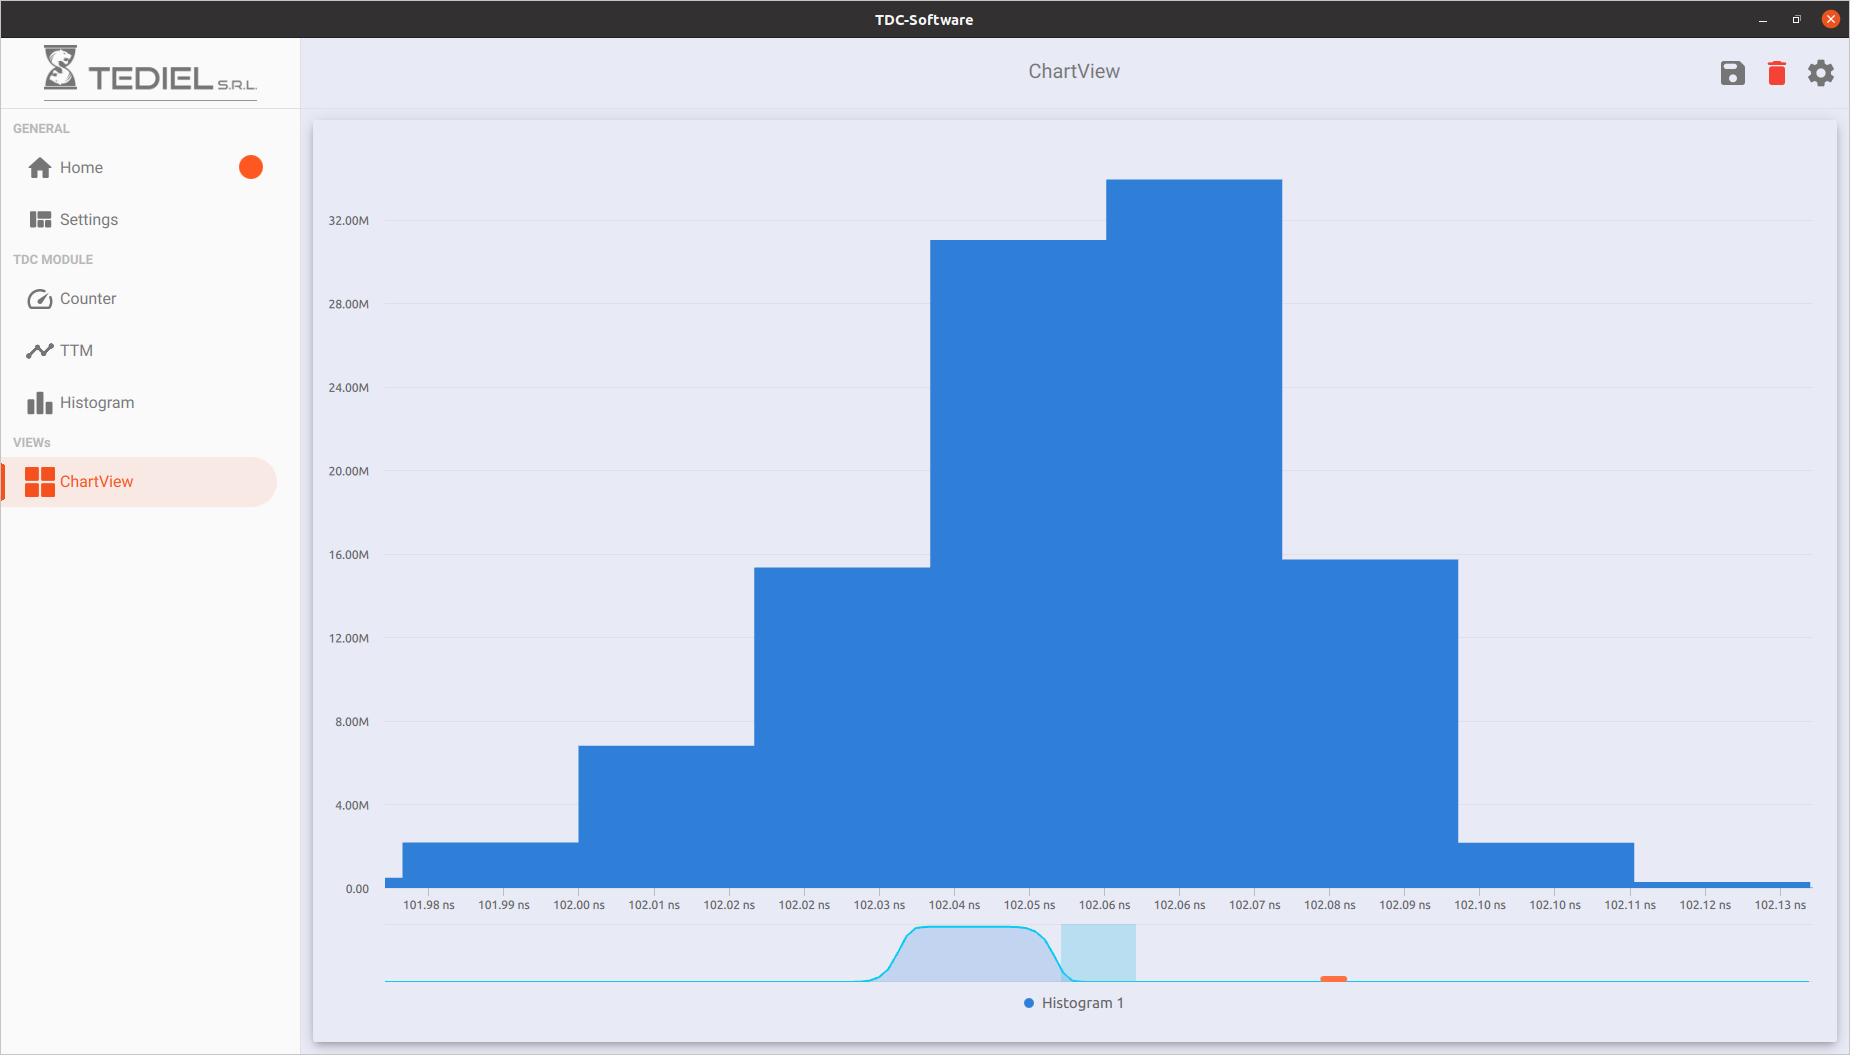 TDC-Software
TEDIEL S.R.L.
ChartView
GENERAL
Home
Settings
TDC MODULE
Counter
TTM
Histogram
VIEWs
ChartView
32.00M
28.00M
24.00M
20.00M
16.00M
12.00M
8.00M
4.00M
0.00
101.98 ns 101.99 ns 102.00 ns 102.01 ns 102.02 ns 102.02 ns 102.03 ns 102.04 ns 102.05 ns 102.06 ns 102.06 ns 102.07 ns 102.08 ns 102.09 ns 102.10 ns 102.10 ns 102.11 ns 102.12 ns 102.13 ns
Histogram 1